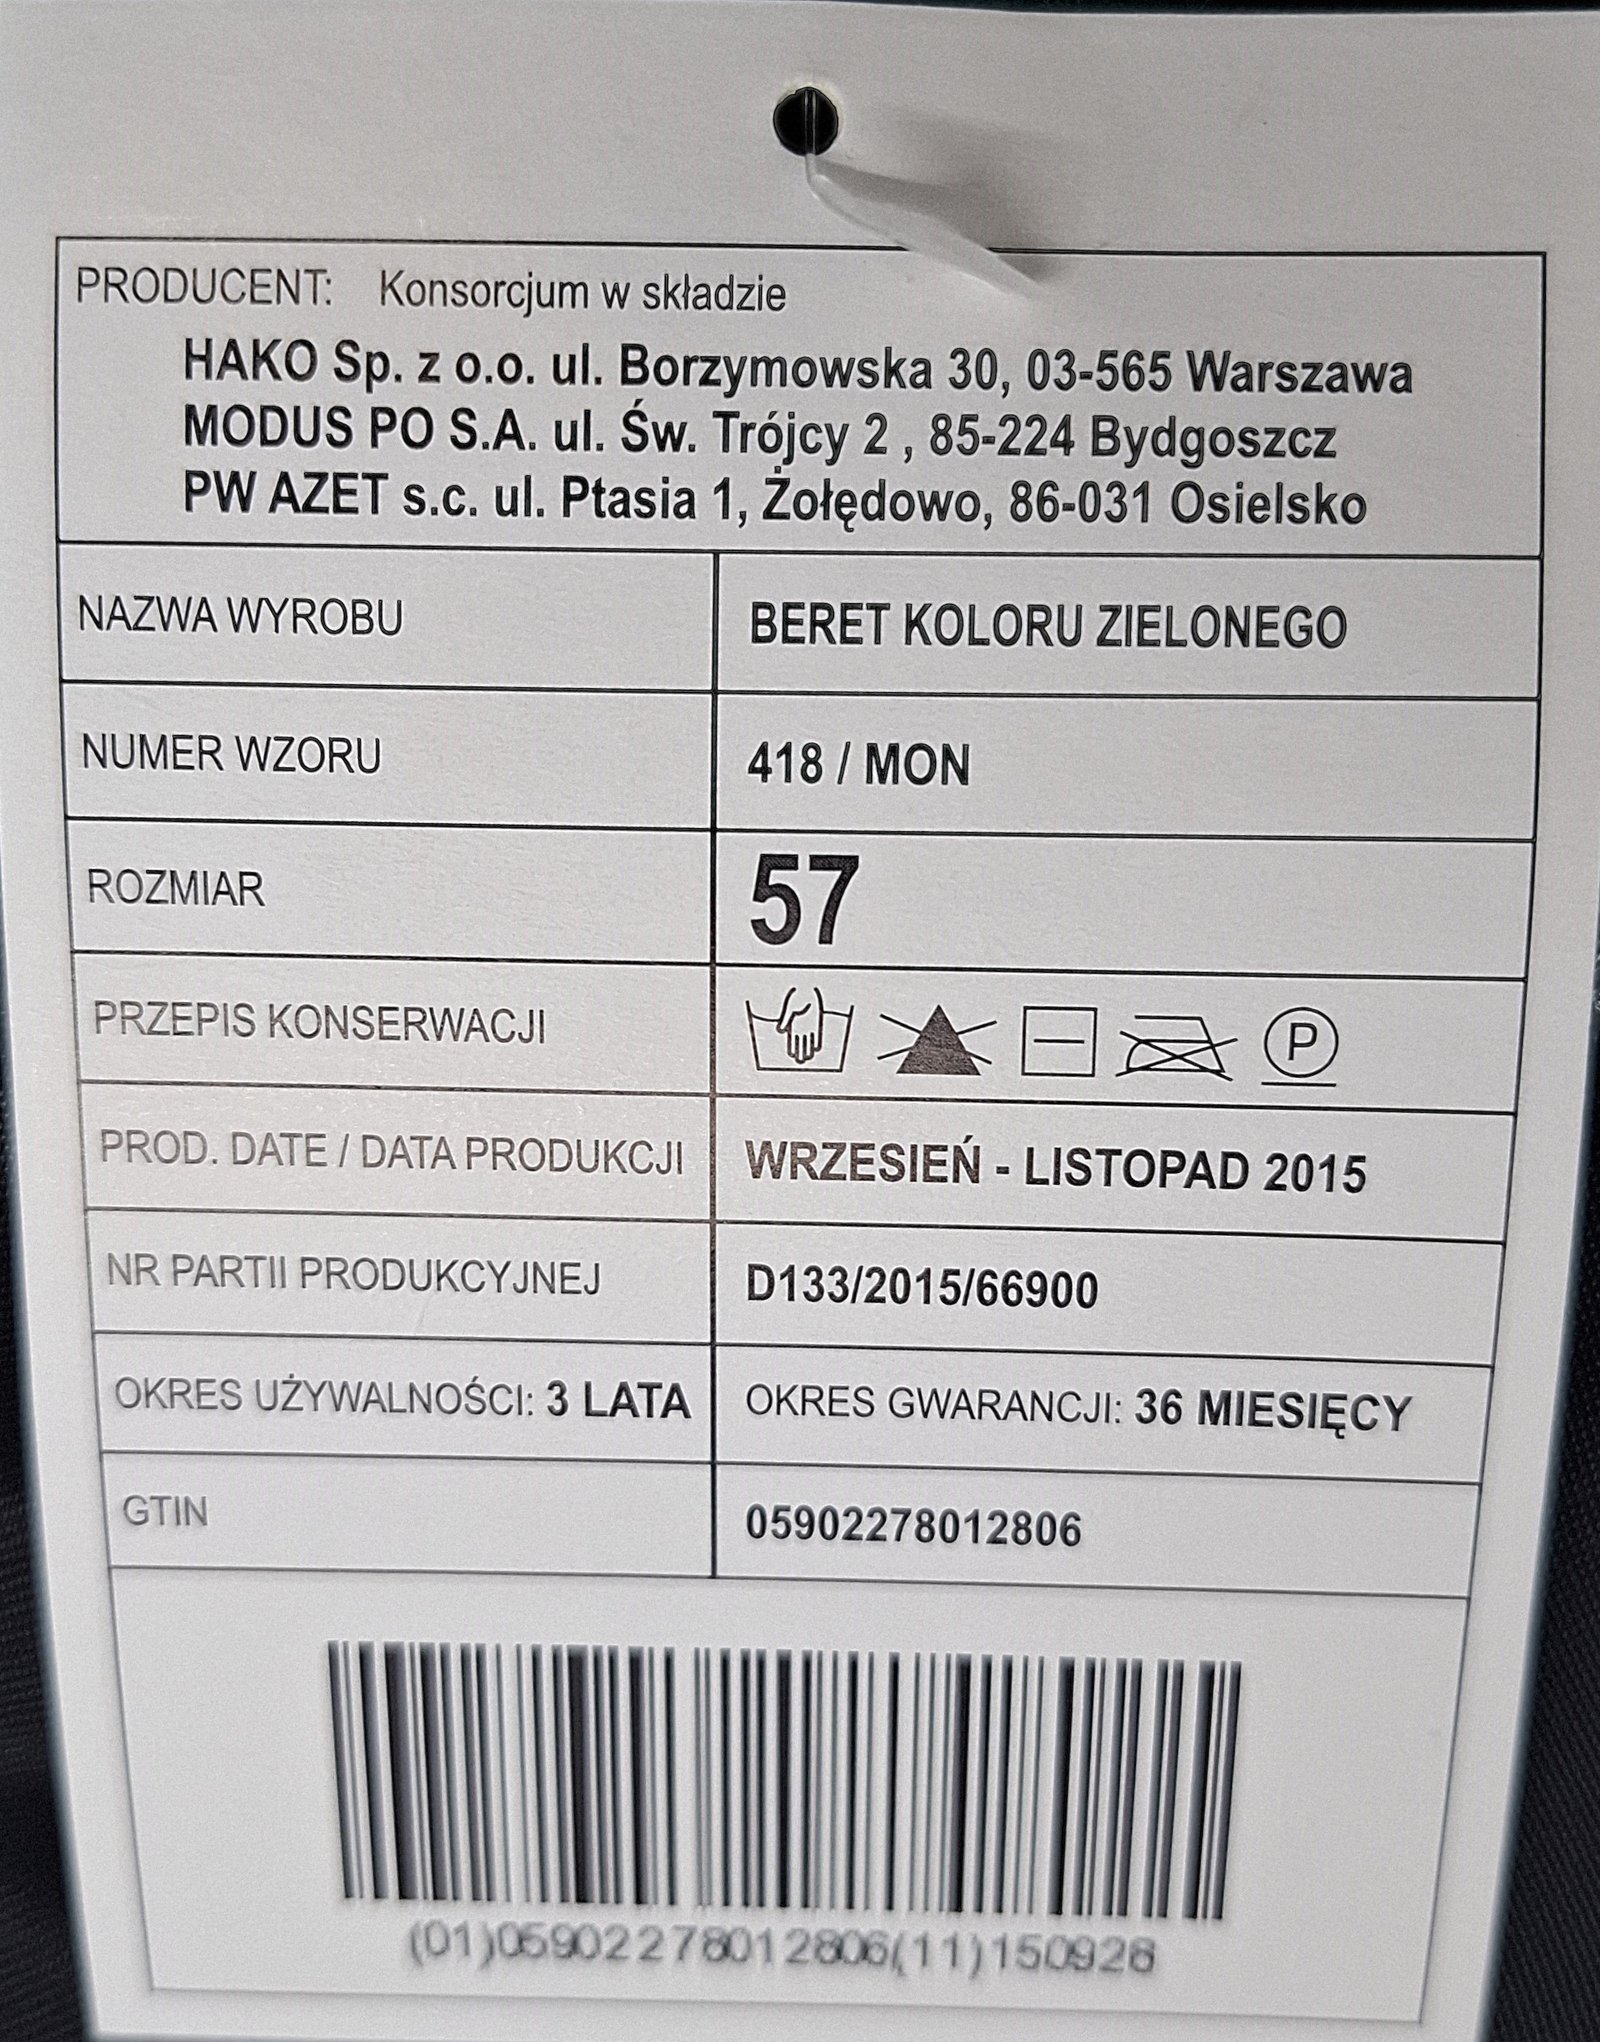 PRODUCENT: Konsorcjum w składzie
HAKO Sp. z o.o. ul. Borzymowska 30, 03-565 Warszawa
MODUS PO S.A. ul. Św. Trójcy 2 , 85-224 Bydgoszcz
PW AZET s.c. ul. Ptasia 1, Żołędowo, 86-031 Osielsko
NAZWA WYROBU BERET KOLORU ZIELONEGO
NUMER WZORU 418 / MON
ROZMIAR 57
PRZEPIS KONSERWACJI P
PROD. DATE / DATA PRODUKCJI WRZESIEŃ - LISTOPAD 2015
NR PARTII PRODUKCYJNEJ D133/2015/66900
OKRES UŻYWALNOŚCI: 3 LATA OKRES GWARANCJI: 36 MIESIĘCY
GTIN 05902278012806
(01)05902278012806(11)150928